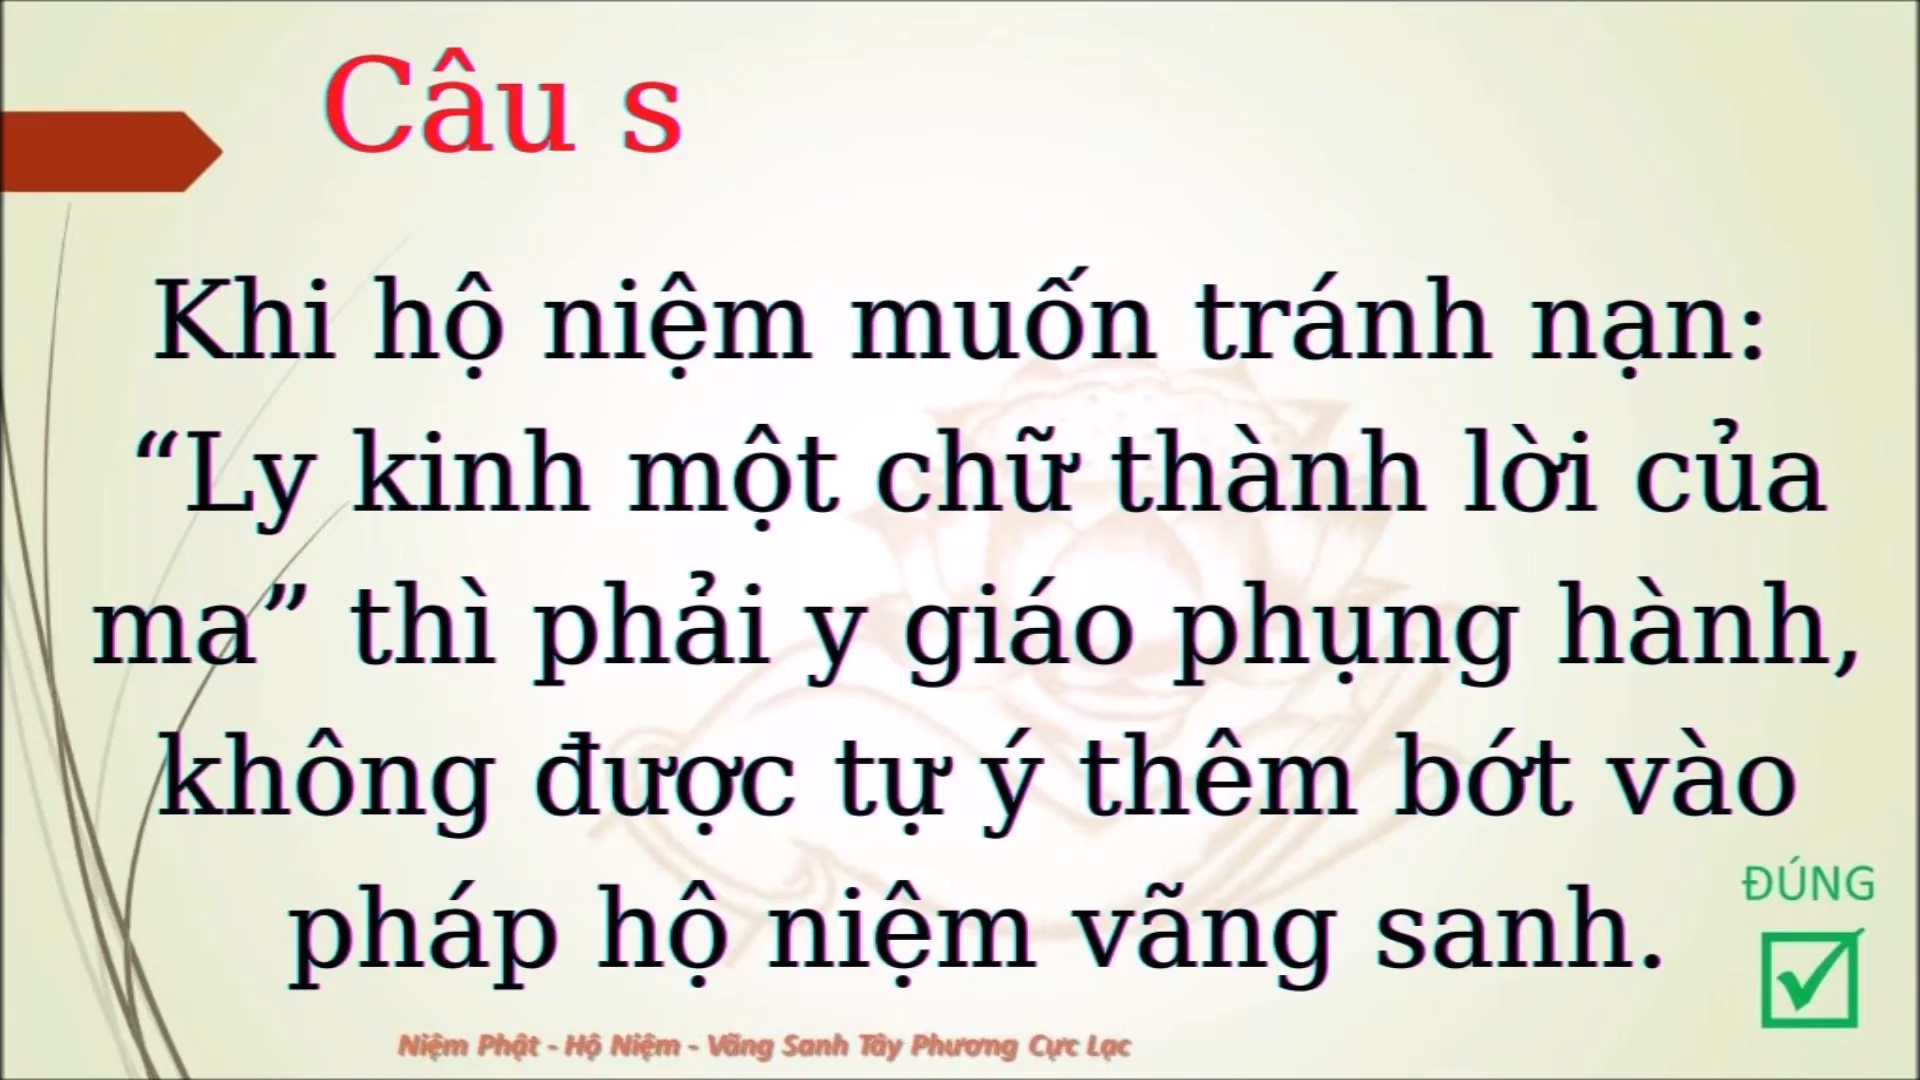 Câu s
Khi hộ niệm muốn tránh nạn:
“Ly kinh một chữ thành lời của
ma” thì phải y giáo phụng hành,
không được tự ý thêm bớt vào
pháp hộ niệm vãng sanh.
ĐÚNG
Niệm Phật - Hộ Niệm - Vãng Sanh Tây Phương Cực Lạc